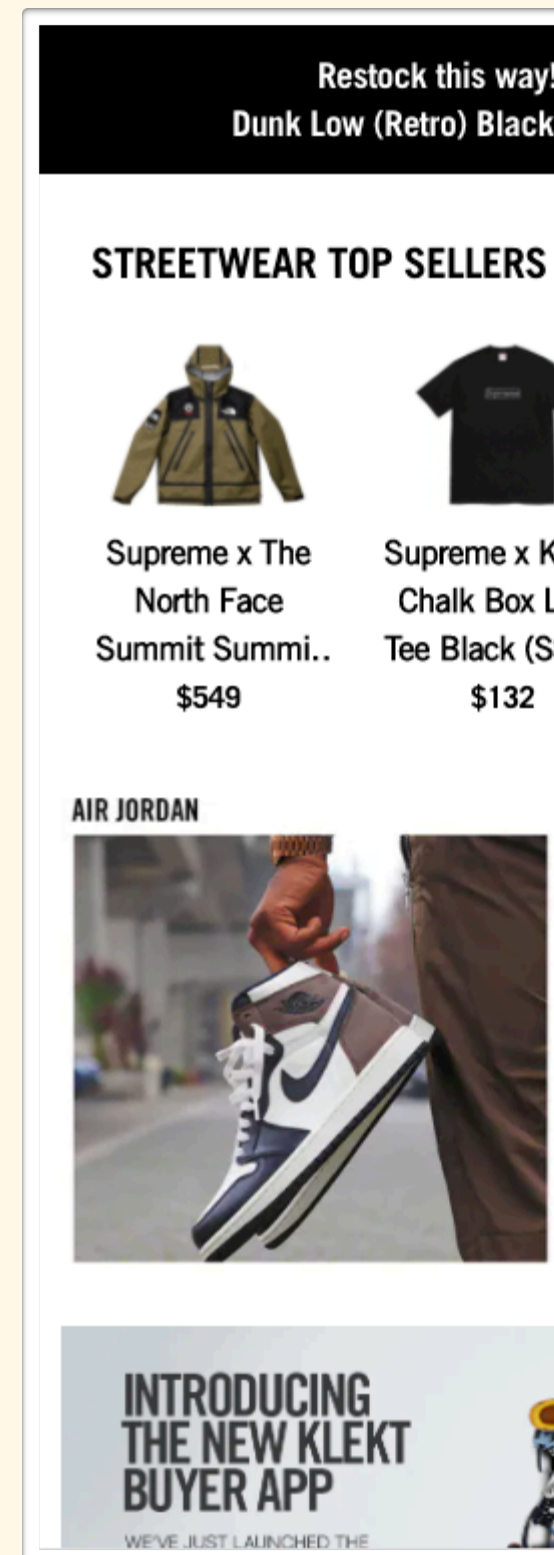 Restock this way!
Dunk Low (Retro) Black
STREETWEAR TOP SELLERS
Supreme x The
North Face
Summit Summi..
$549
Supreme x K
Chalk Box L
Tee Black (S
$132
AIR JORDAN
INTRODUCING
THE NEW KLEKT
BUYER APP
WE'VE JUST LAUNCHED THE